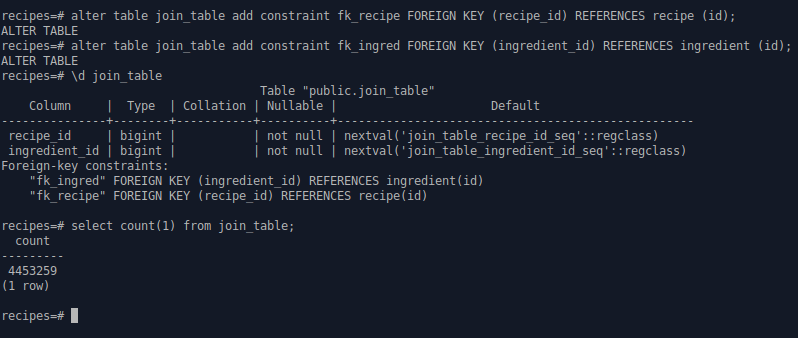 recipes=# alter table join_table add constraint fk_recipe FOREIGN KEY (recipe_id) REFERENCES recipe (id);
ALTER TABLE
recipes=# alter table join_table add constraint fk_ingred FOREIGN KEY (ingredient_id) REFERENCES ingredient (id);
ALTER TABLE
recipes=# \d join_table
                                   Table "public.join_table"
    Column     |  Type  | Collation | Nullable |                      Default
---------------+--------+-----------+----------+----------------------------------------------------
 recipe_id     | bigint |           | not null | nextval('join_table_recipe_id_seq'::regclass)
 ingredient_id | bigint |           | not null | nextval('join_table_ingredient_id_seq'::regclass)
Foreign-key constraints:
    "fk_ingred" FOREIGN KEY (ingredient_id) REFERENCES ingredient(id)
    "fk_recipe" FOREIGN KEY (recipe_id) REFERENCES recipe(id)

recipes=# select count(1) from join_table;
  count
---------
 4453259
(1 row)

recipes=#